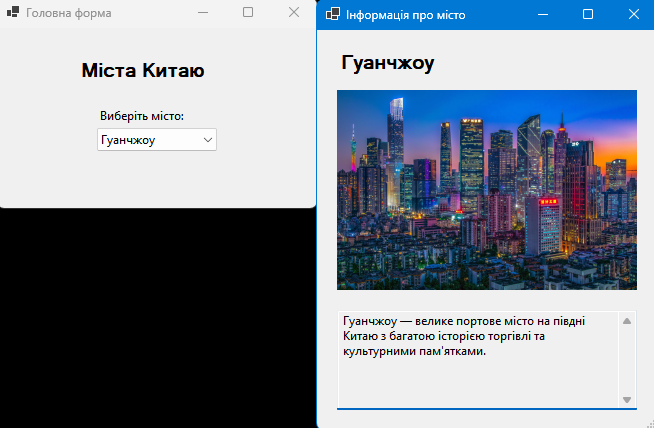 Головна форма
Міста Китаю
Виберіть місто:
Гуанчжоу
Інформація про місто
Гуанчжоу
Гуанчжоу — велике портове місто на півдні
Китаю з багатою історією торгівлі та
культурними пам'ятками.